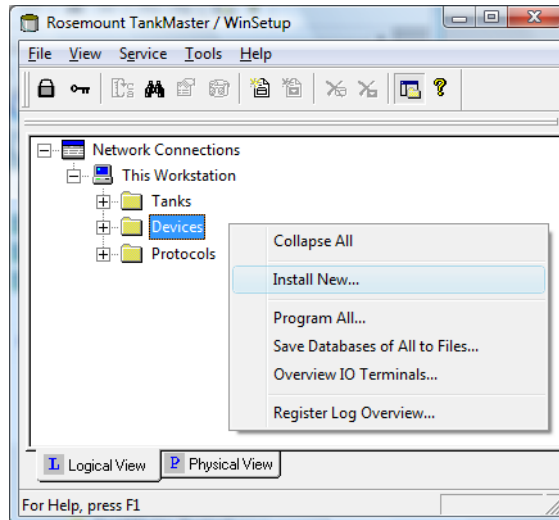 Rosemount TankMaster / WinSetup
File View Service Tools Help
Network Connections
This Workstation
Tanks
Devices
Protocols
Collapse All
Install New...
Program All...
Save Databases of All to Files...
Overview IO Terminals...
Register Log Overview...
L Logical View P Physical View
For Help, press F1